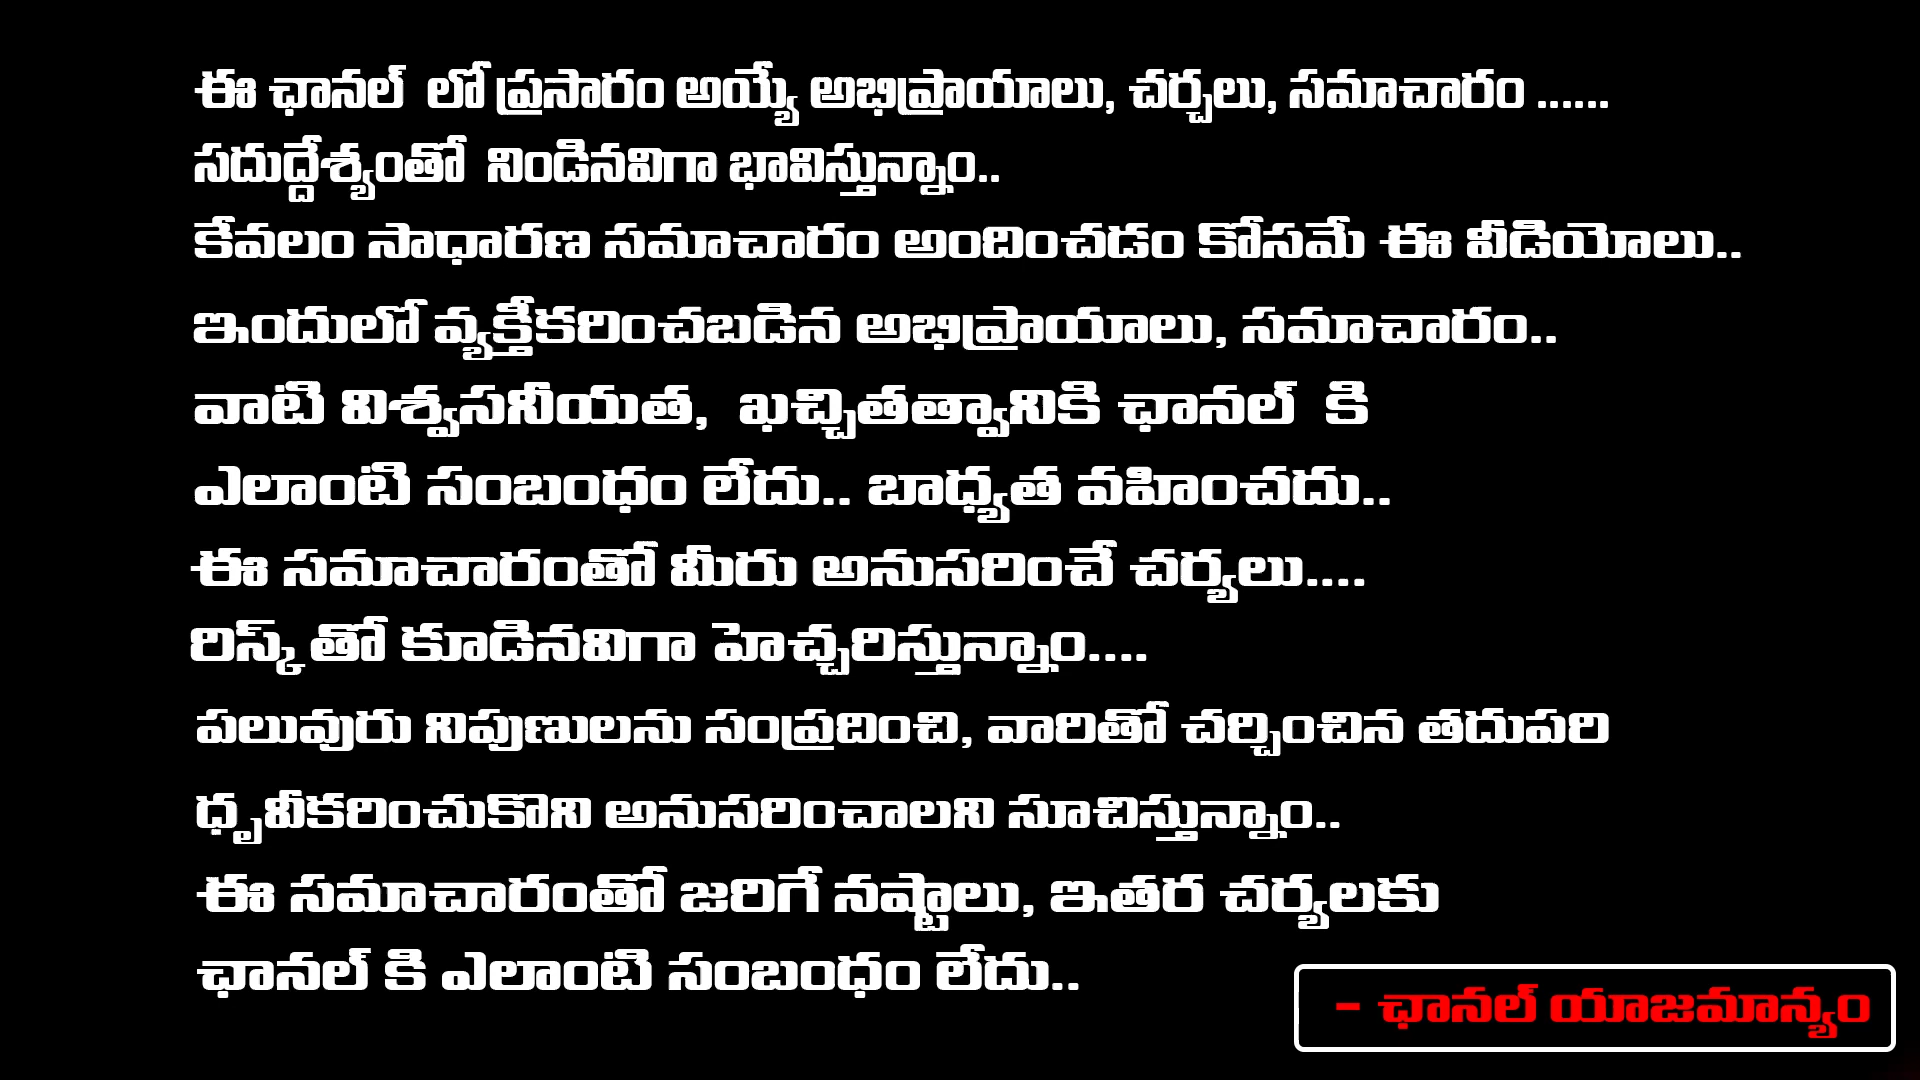 ఈ ఛానల్ లో ప్రసారం అయ్యే అభిప్రాయాలు, చర్చలు, సమాచారం ......
సదుద్దేశ్యంతో నిండినవిగా భావిస్తున్నాం..
కేవలం సాధారణ సమాచారం అందించడం కోసమే ఈ వీడియోలు..
ఇందులో వ్యక్తీకరించబడిన అభిప్రాయాలు, సమాచారం..
వాటి విశ్వసనీయత, ఖచ్చితత్వానికి ఛానల్ కి
ఎలాంటి సంబంధం లేదు.. బాధ్యత వహించదు..
ఈ సమాచారంతో మీరు అనుసరించే చర్యలు....
రిస్క్ తో కూడినవిగా హెచ్చరిస్తున్నాం....
పలువురు నిపుణులను సంప్రదించి, వారితో చర్చించిన తదుపరి
ధృవీకరించుకొని అనుసరించాలని సూచిస్తున్నాం..
ఈ సమాచారంతో జరిగే నష్టాలు, ఇతర చర్యలకు
ఛానల్ కి ఎలాంటి సంబంధం లేదు..
- ఛానల్ యాజమాన్యం